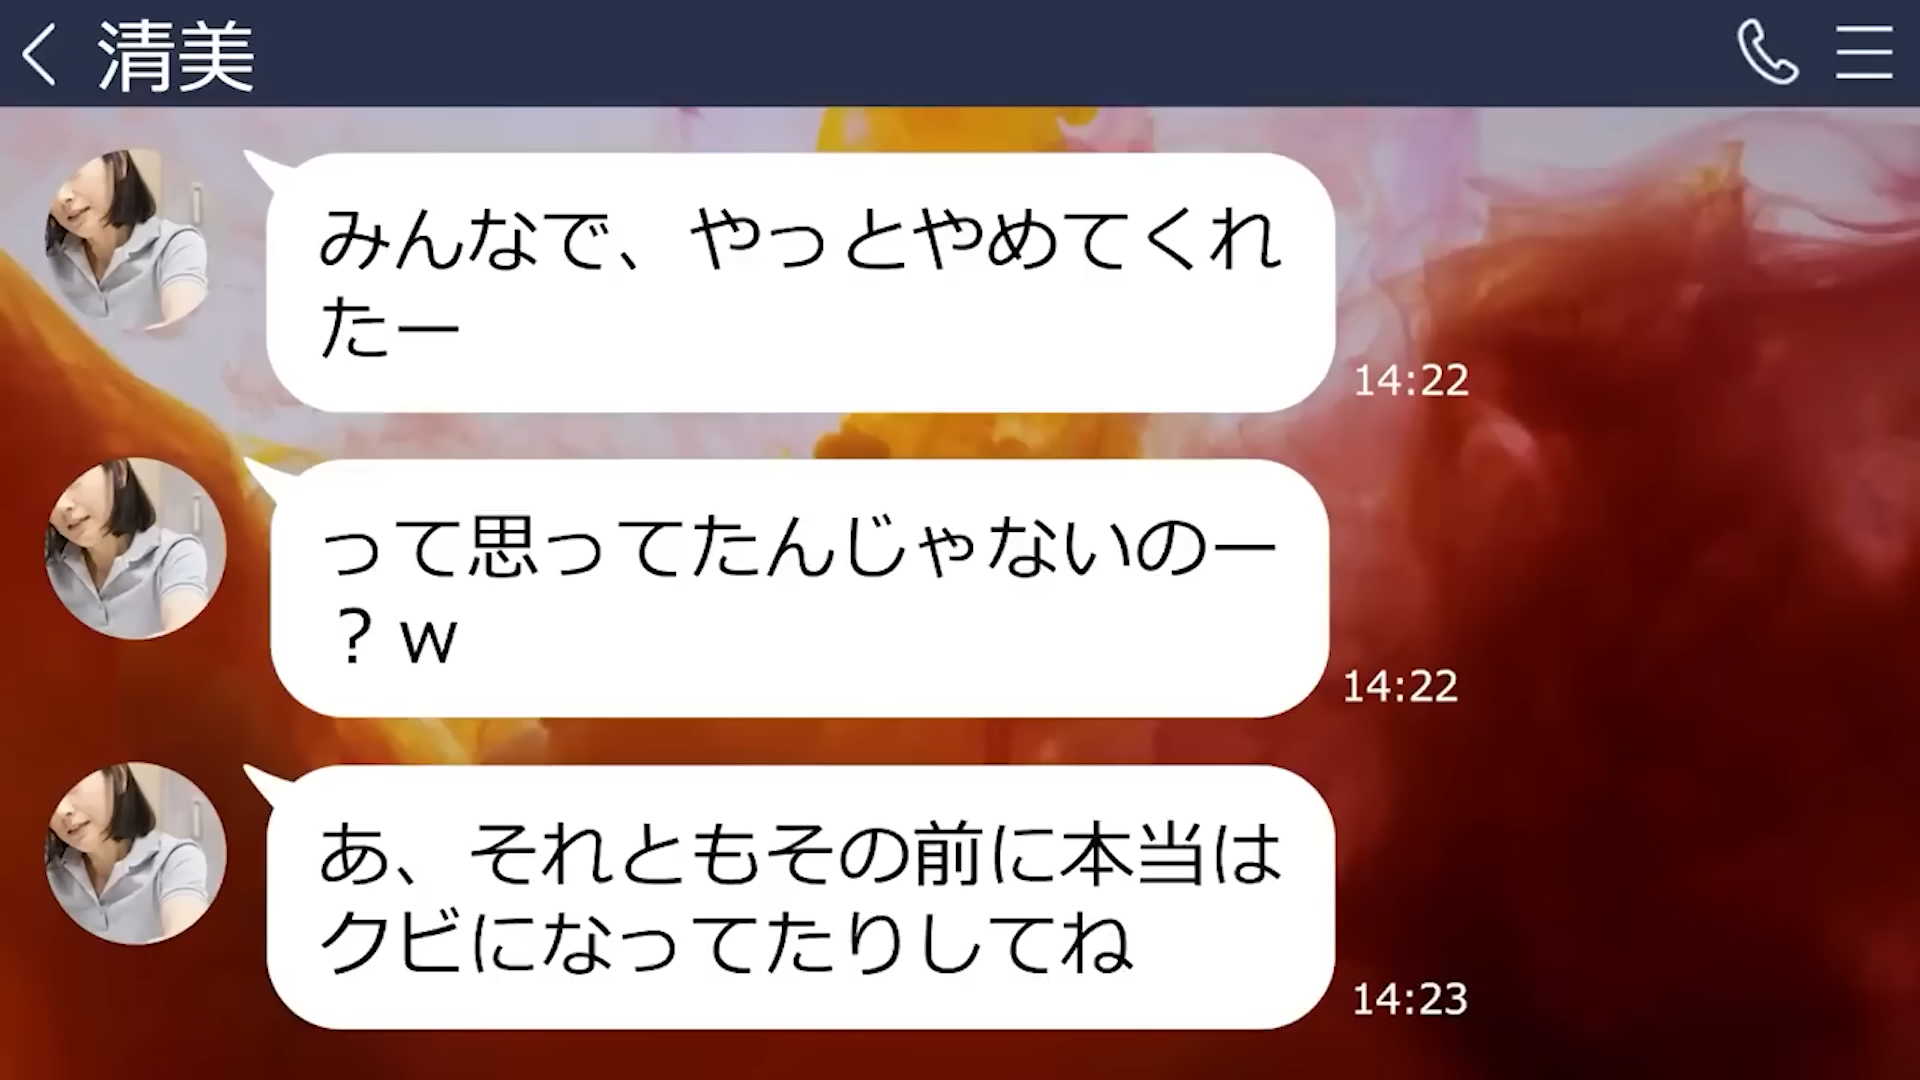 清美
みんなで、やっとやめてくれ
たー
14:22
って思ってたんじゃないのー
？w
14:22
あ、それともその前に本当は
クビになってたりしてね
14:23